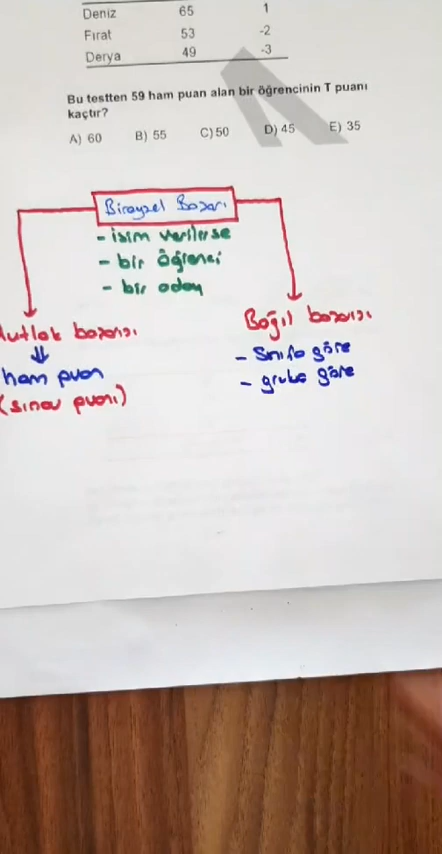 Deniz 65 1
Fırat 53 -2
Derya 49 -3
Bu testten 59 ham puan alan bir öğrencinin T puanı
kaçtır?
A) 60 B) 55 C) 50 D) 45 E) 35
Bireysel Başarı
- isim verilirse
- bir öğrenci
- bir aday
Mutlak başarısı
ham puan
(sınav puanı)
Bağıl başarısı
- sınıfa göre
- gruba göre